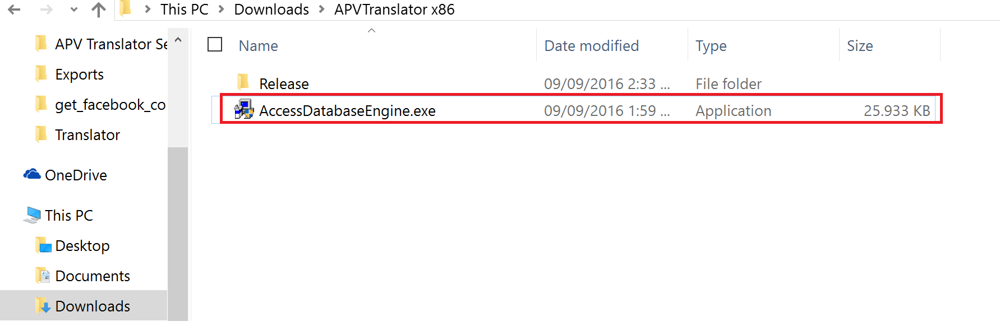 This PC > Downloads > APVTranslator x86
APV Translator Se
Exports
get_facebook_co
Translator
OneDrive
This PC
Desktop
Documents
Downloads
Name Date modified Type Size
Release 09/09/2016 2:33 ... File folder
AccessDatabaseEngine.exe 09/09/2016 1:59 ... Application 25.933 KB